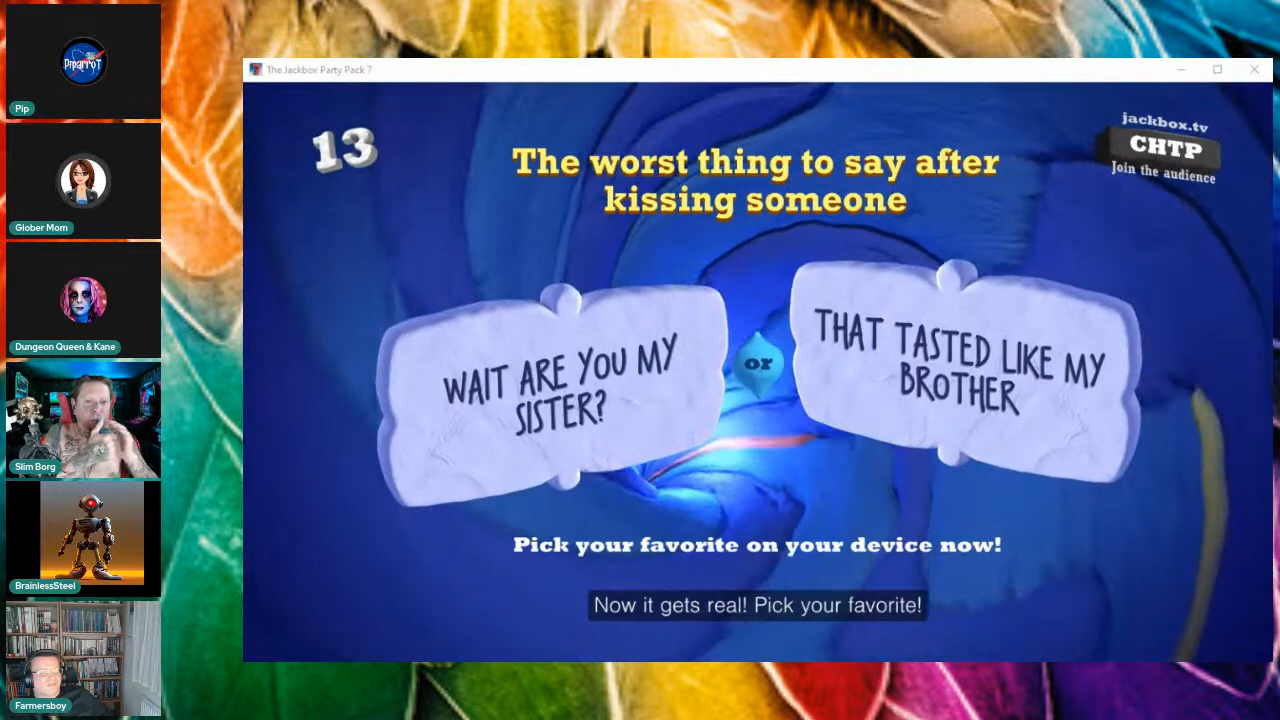 PiparroT
Pip
Glober Mom
Dungeon Queen & Kane
Slim Borg
BrainlessSteel
Farmersboy
The Jackbox Party Pack 7
13
The worst thing to say after
kissing someone
jackbox.tv
CHTP
Join the audience
WAIT ARE YOU MY
SISTER?
or
THAT TASTED LIKE MY
BROTHER
Pick your favorite on your device now!
Now it gets real! Pick your favorite!